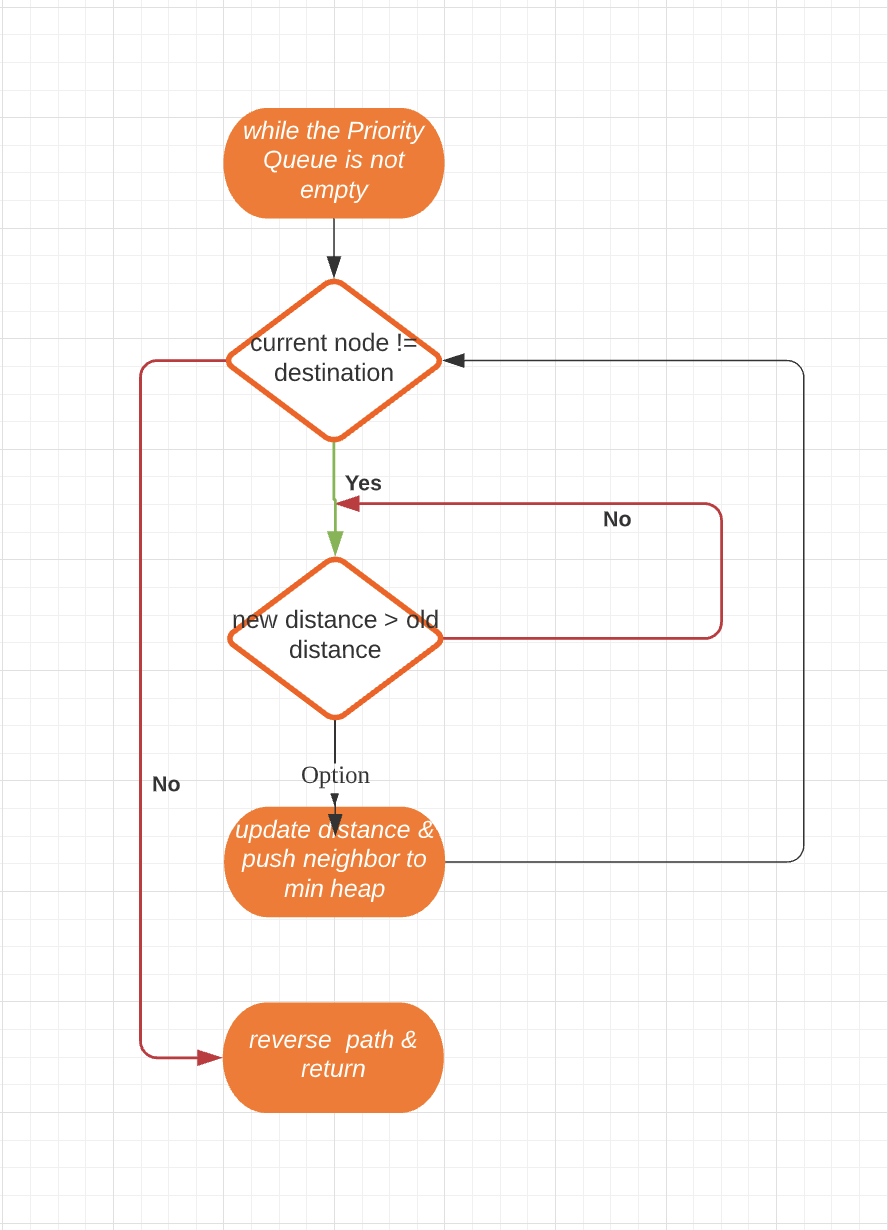 while the Priority
Queue is not
empty
current node !=
destination
Yes
No
new distance > old
distance
Option
No
update distance &
push neighbor to
min heap
reverse  path &
return